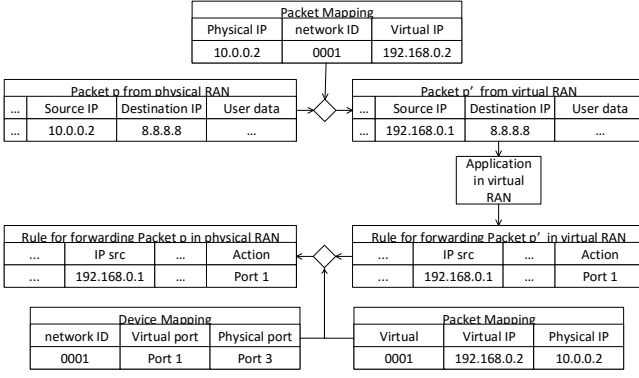 Packet Mapping
Physical IP network ID Virtual IP
10.0.0.2 0001 192.168.0.2
Packet p from physical RAN
... Source IP Destination IP User data
... 10.0.0.2 8.8.8.8 ...
Packet p’ from virtual RAN
... Source IP Destination IP User data
... 192.168.0.1 8.8.8.8 ...
Application
in virtual
RAN
Rule for forwarding Packet p in physical RAN
... IP src ... Action
... 192.168.0.1 ... Port 1
Rule for forwarding Packet p’ in virtual RAN
... IP src ... Action
... 192.168.0.1 ... Port 1
Device Mapping
network ID Virtual port Physical port
0001 Port 1 Port 3
Packet Mapping
Virtual Virtual IP Physical IP
0001 192.168.0.2 10.0.0.2